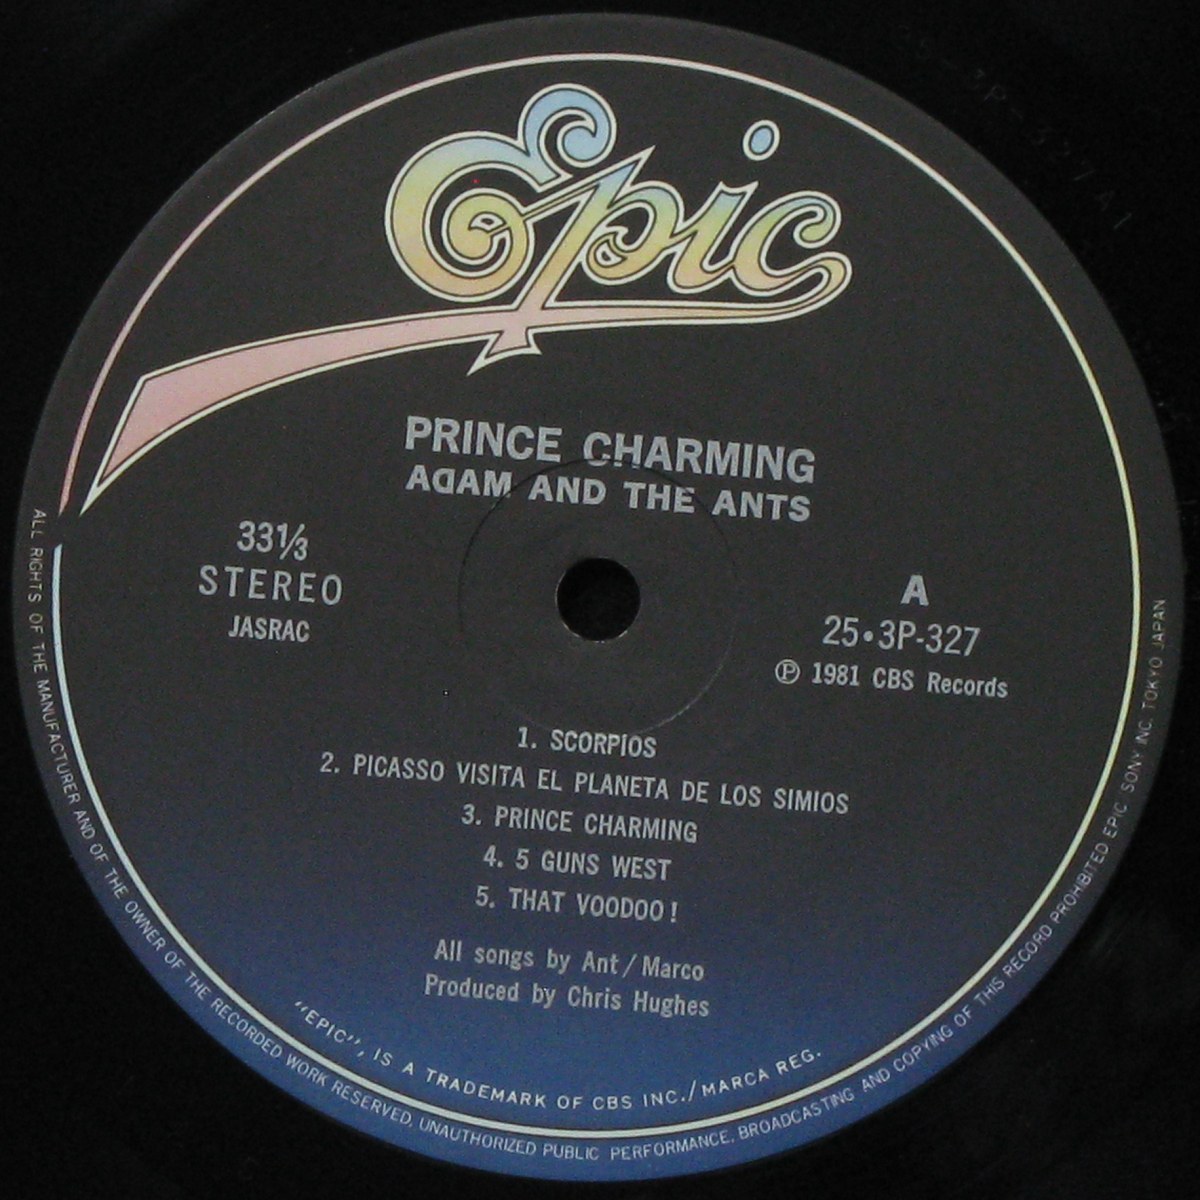 Epic
PRINCE CHARMING
ADAM AND THE ANTS
33⅓
STEREO
JASRAC
A
25・3P-327
Ⓟ 1981 CBS Records
1. SCORPIOS
2. PICASSO VISITA EL PLANETA DE LOS SIMIOS
3. PRINCE CHARMING
4. 5 GUNS WEST
5. THAT VOODOO!
All songs by Ant/Marco
Produced by Chris Hughes
"EPIC", IS A TRADEMARK OF CBS INC./MARCA REG.
ALL RIGHTS OF THE MANUFACTURER AND OF THE OWNER OF THE RECORDED WORK RESERVED, UNAUTHORIZED PUBLIC PERFORMANCE, BROADCASTING AND COPYING OF THIS RECORD PROHIBITED EPIC SONY INC. TOKYO JAPAN